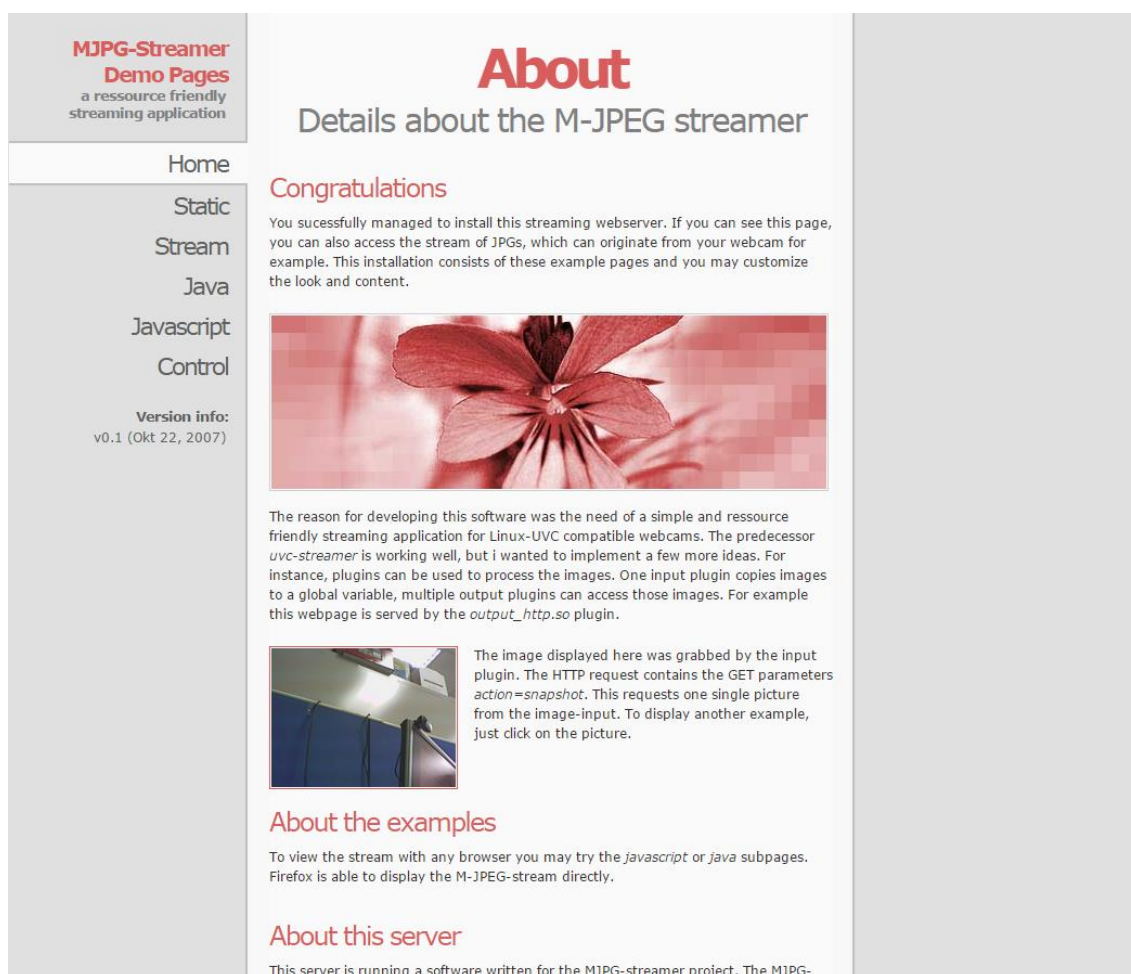 MJPG-Streamer
Demo Pages
a ressource friendly
streaming application
Home
Static
Stream
Java
Javascript
Control
Version info:
v0.1 (Okt 22, 2007)
About
Details about the M-JPEG streamer
Congratulations
You sucessfully managed to install this streaming webserver. If you can see this page,
you can also access the stream of JPGs, which can originate from your webcam for
example. This installation consists of these example pages and you may customize
the look and content.
The reason for developing this software was the need of a simple and ressource
friendly streaming application for Linux-UVC compatible webcams. The predecessor
uvc-streamer is working well, but i wanted to implement a few more ideas. For
instance, plugins can be used to process the images. One input plugin copies images
to a global variable, multiple output plugins can access those images. For example
this webpage is served by the output_http.so plugin.
The image displayed here was grabbed by the input
plugin. The HTTP request contains the GET parameters
action=snapshot. This requests one single picture
from the image-input. To display another example,
just click on the picture.
About the examples
To view the stream with any browser you may try the javascript or java subpages.
Firefox is able to display the M-JPEG-stream directly.
About this server
This server is running a software written for the MJPG-streamer project. The MJPG-